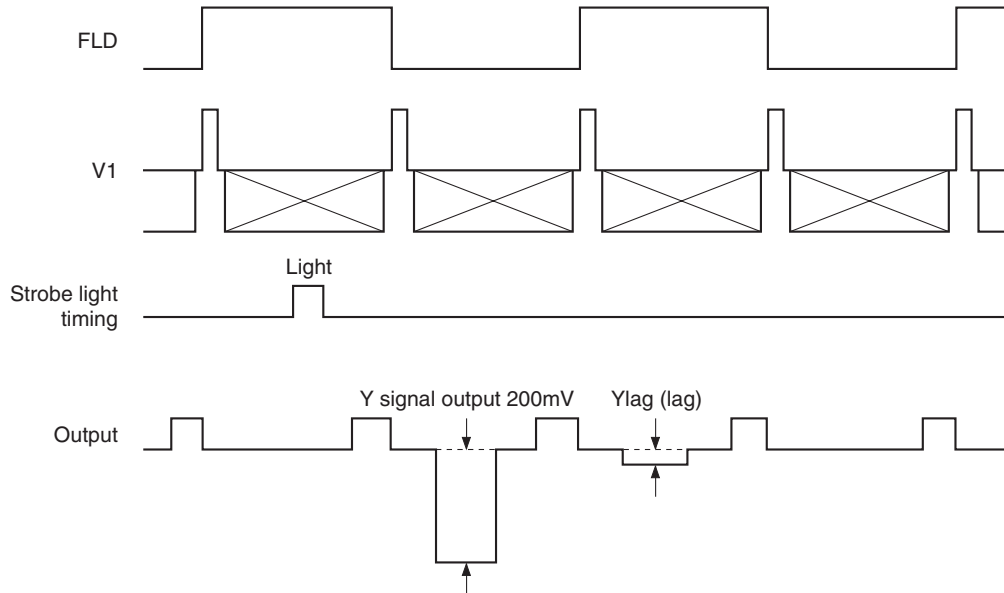 FLD
V1
Light
Strobe light
timing
Y signal output 200mV
Ylag (lag)
Output